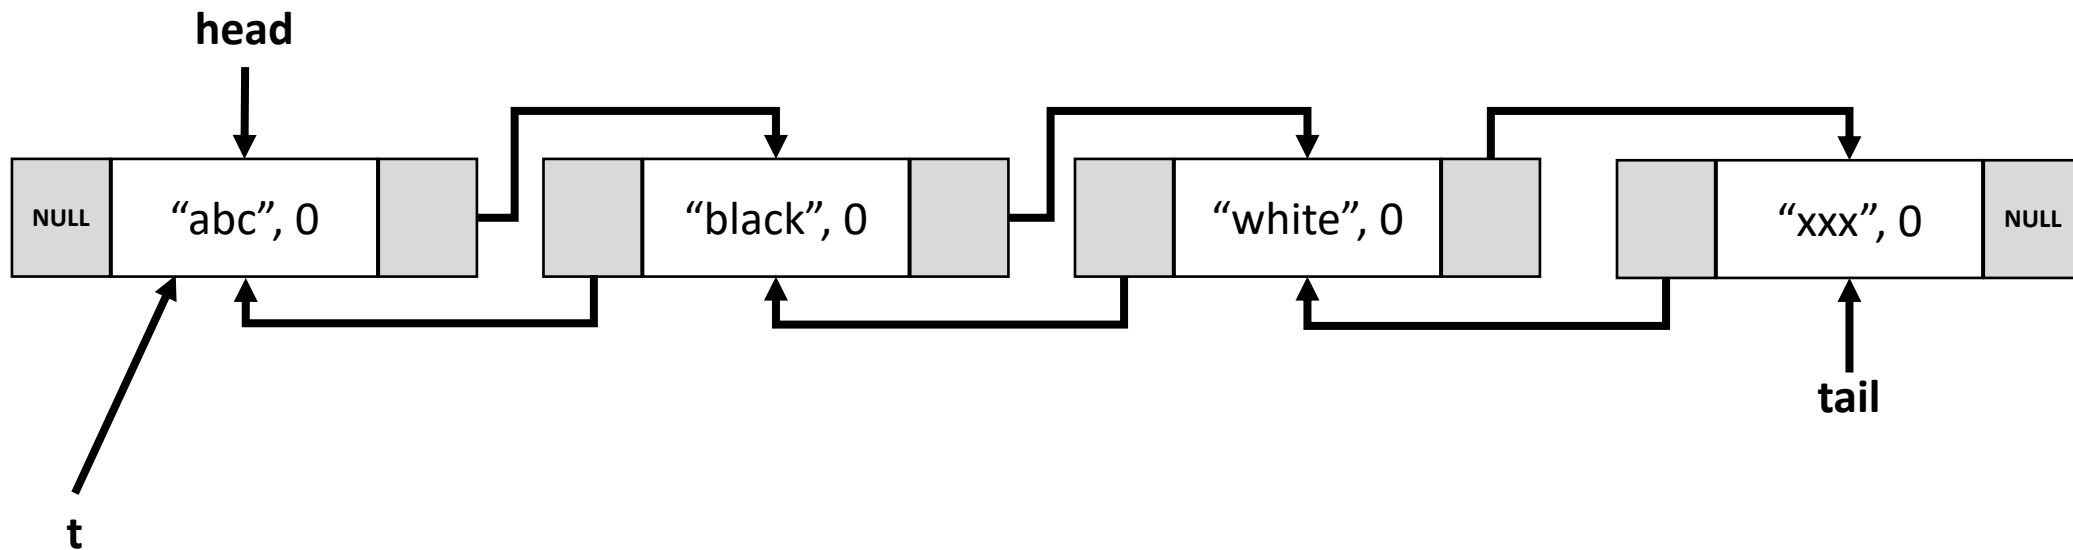 head
NULL “abc”, 0 “black”, 0 “white”, 0 “xxx”, 0 NULL
tail
t